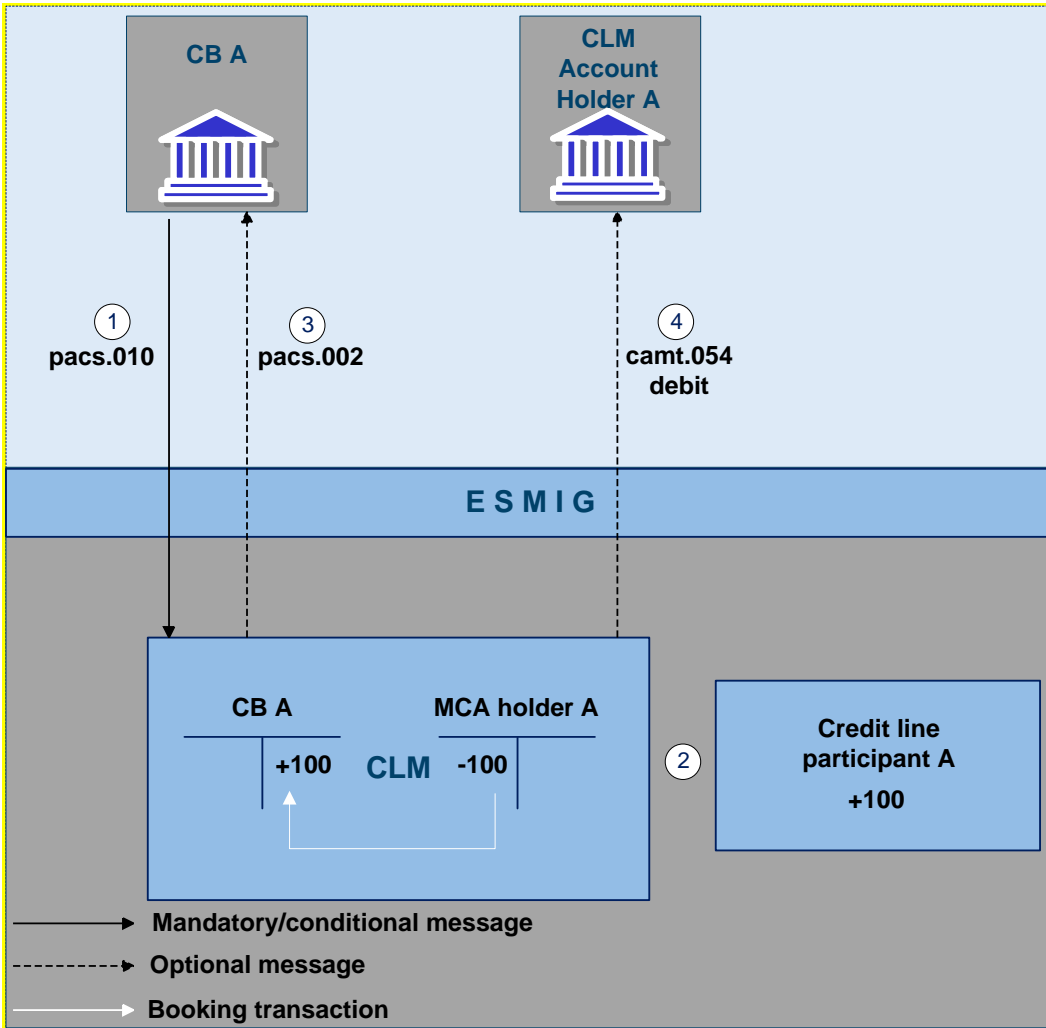 CB A
CLM
Account
Holder A
1
pacs.010
3
pacs.002
4
camt.054
debit
E S M I G
CB A
MCA holder A
+100
CLM
-100
2
Credit line
participant A
+100
Mandatory/conditional message
Optional message
Booking transaction